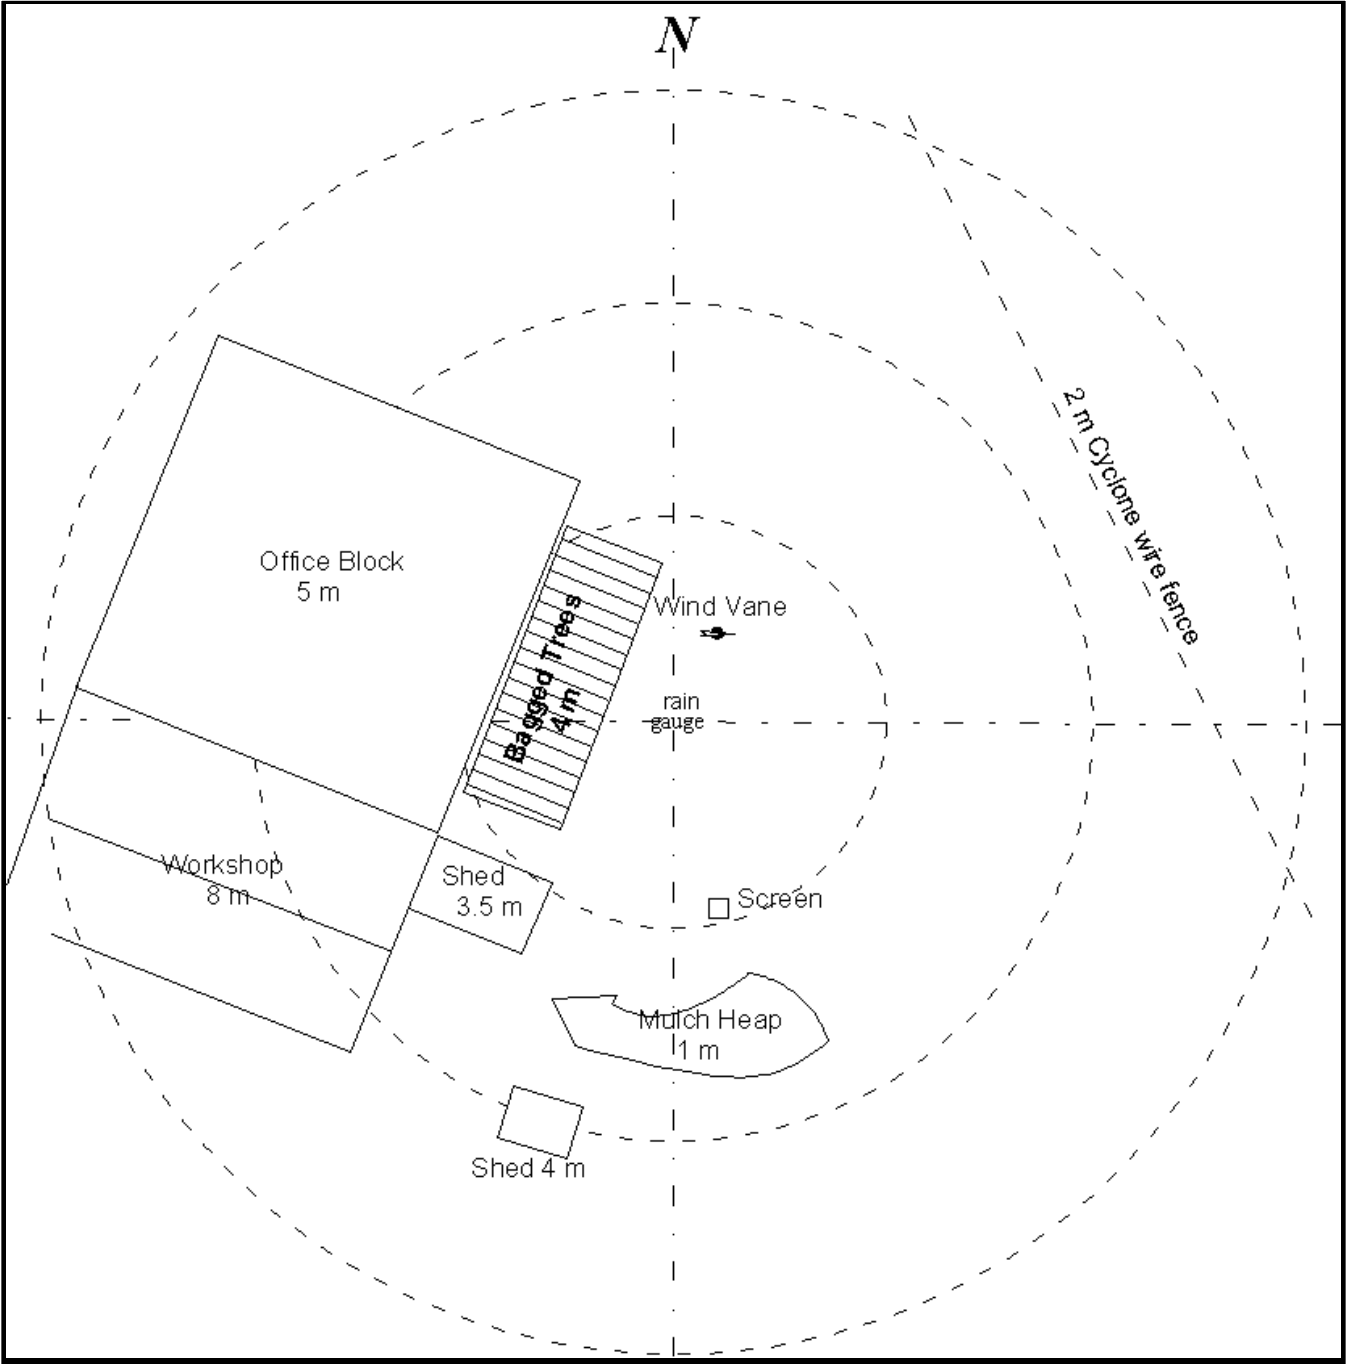 N
2 m Cyclone wire fence
Office Block
5 m
Bagged Trees
4 m
Wind Vane
rain
gauge
Workshop
8 m
Shed
3.5 m
Screen
Mulch Heap
1 m
Shed 4 m